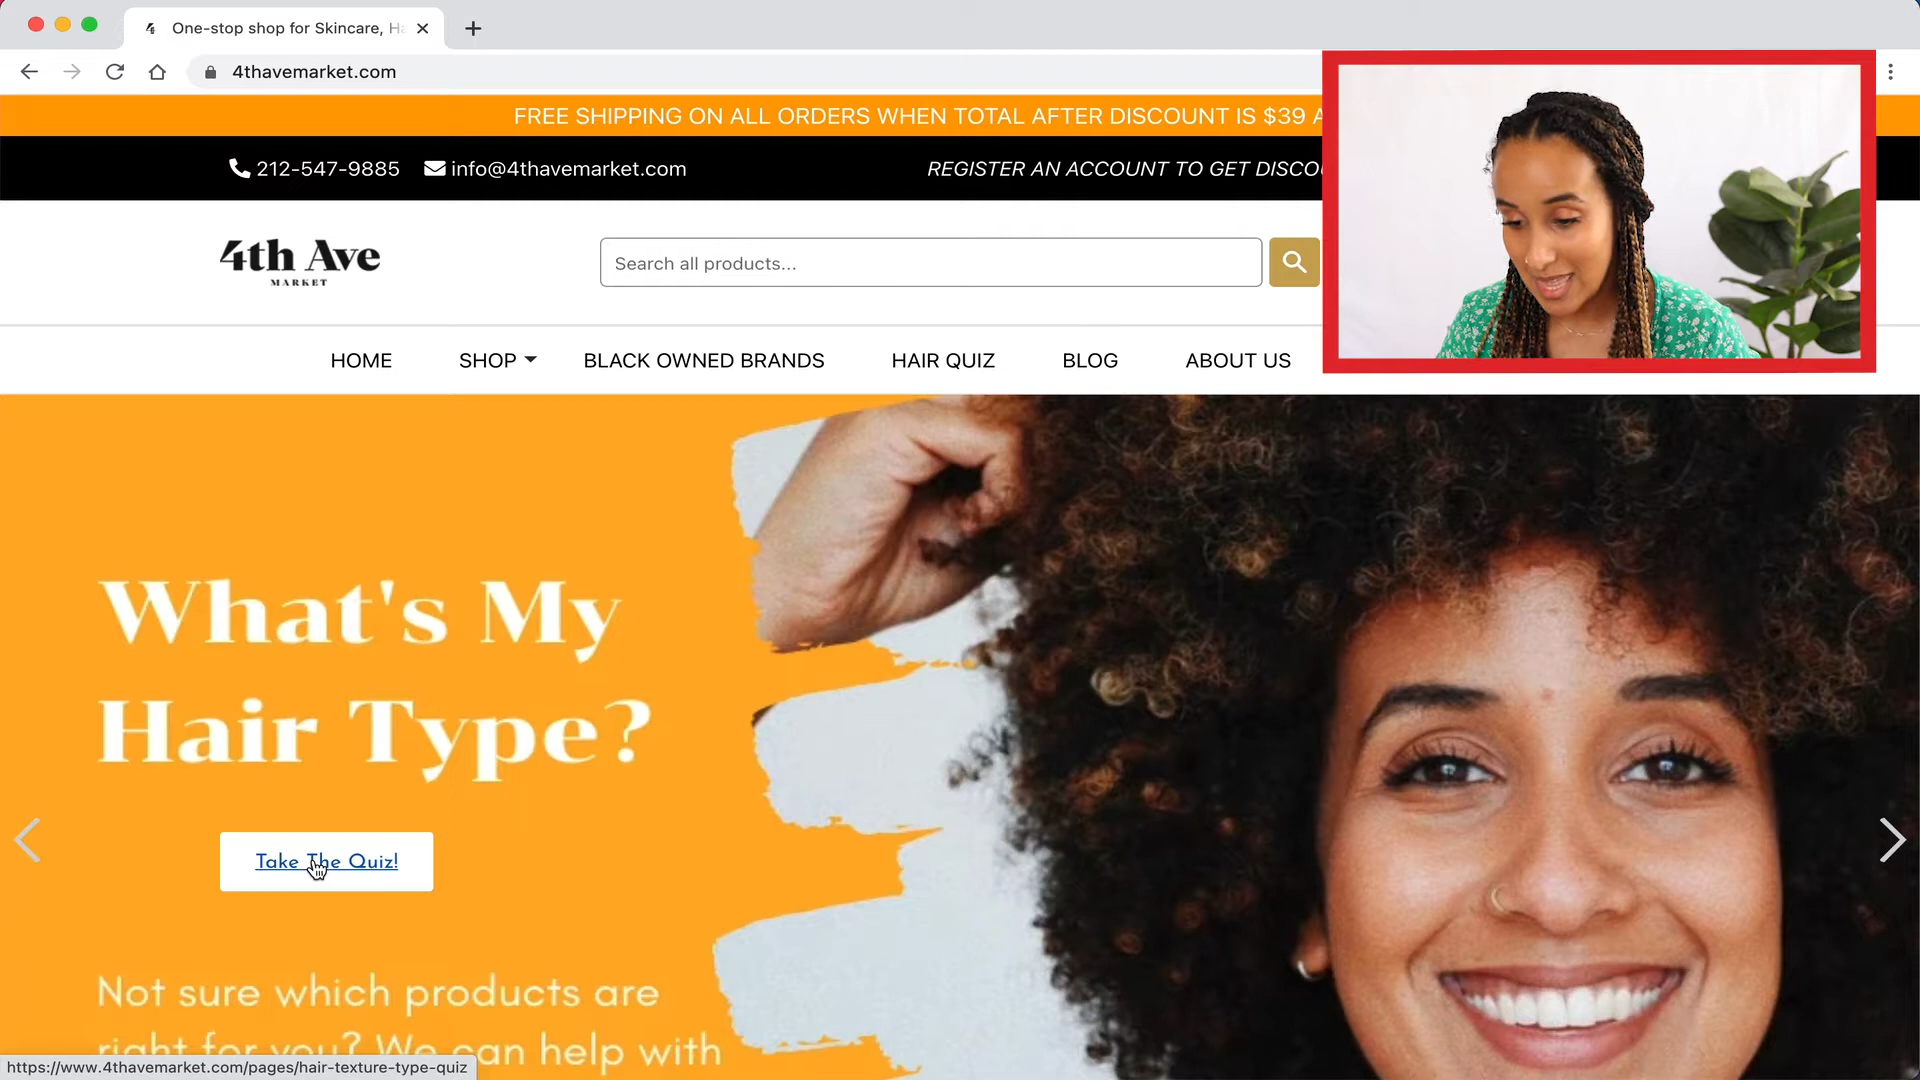 One-stop shop for Skincare, Ha
4thavemarket.com
FREE SHIPPING ON ALL ORDERS WHEN TOTAL AFTER DISCOUNT IS $39 A
212-547-9885 info@4thavemarket.com REGISTER AN ACCOUNT TO GET DISCOU
4th Ave
MARKET
Search all products...
HOME SHOP BLACK OWNED BRANDS HAIR QUIZ BLOG ABOUT US
What's My
Hair Type?
Take The Quiz!
Not sure which products are
right for you? We can help with
https://www.4thavemarket.com/pages/hair-texture-type-quiz